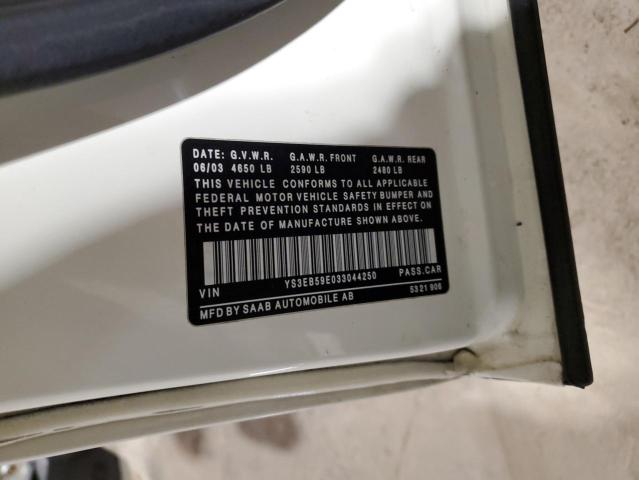 DATE: G.V.W.R. G.A.W.R. FRONT G.A.W.R. REAR
06/03 4650 LB 2590 LB 2480 LB
THIS VEHICLE CONFORMS TO ALL APPLICABLE
FEDERAL MOTOR VEHICLE SAFETY BUMPER AND
THEFT PREVENTION STANDARDS IN EFFECT ON
THE DATE OF MANUFACTURE SHOWN ABOVE.
VIN YS3EB59E033044250 PASS.CAR
MFD BY SAAB AUTOMOBILE AB 5321 906